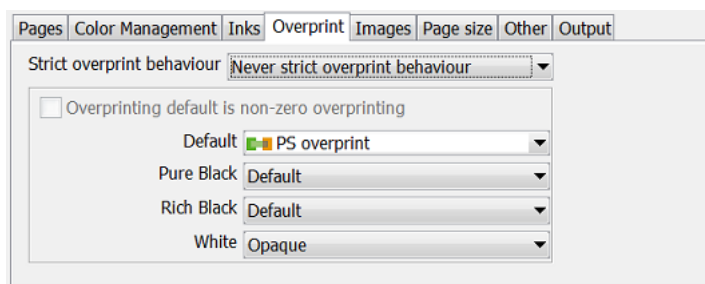 Pages Color Management Inks Overprint Images Page size Other Output
Strict overprint behaviour Never strict overprint behaviour
Overprinting default is non-zero overprinting
Default PS overprint
Pure Black Default
Rich Black Default
White Opaque